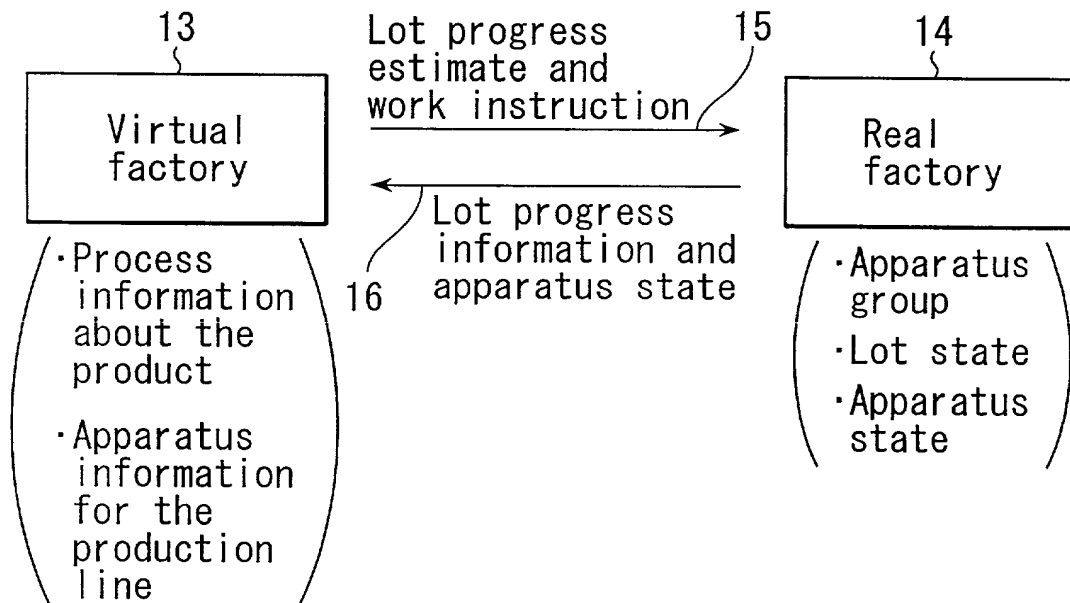 13
Virtual
factory
Lot progress
estimate and
work instruction
15
14
Real
factory
Lot progress
information and
apparatus state
16
·Process
information
about the
product
·Apparatus
information
for the
production
line
·Apparatus
group
·Lot state
·Apparatus
state